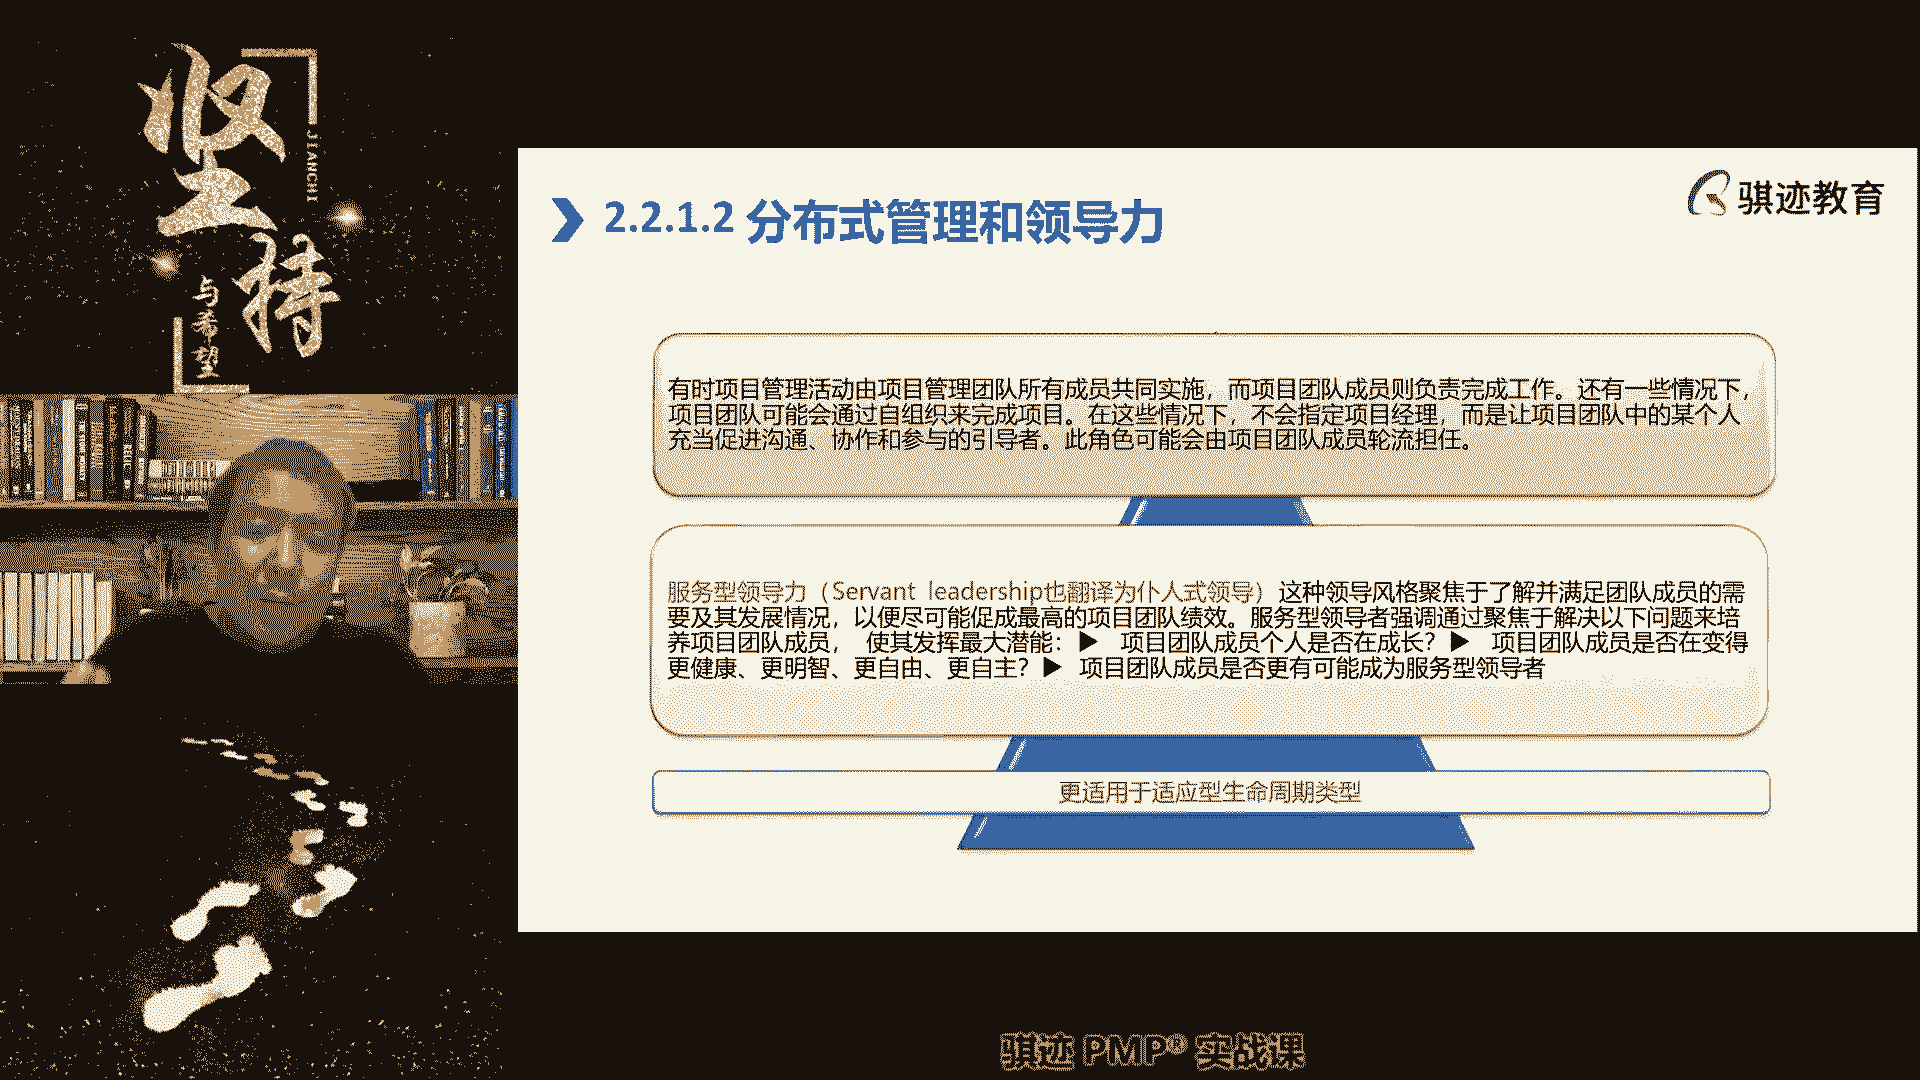 坚持
JIANCHI
与希望
骐迹教育
2.2.1.2 分布式管理和领导力
有时项目管理活动由项目管理团队所有成员共同实施，而项目团队成员则负责完成工作。还有一些情况下，
项目团队可能会通过自组织来完成项目。在这些情况下，不会指定项目经理，而是让项目团队中的某个人
充当促进沟通、协作和参与的引导者。此角色可能会由项目团队成员轮流担任。
服务型领导力（Servant leadership也翻译为仆人式领导）这种领导风格聚焦于了解并满足团队成员的需
要及其发展情况，以便尽可能促成最高的项目团队绩效。服务型领导者强调通过聚焦于解决以下问题来培
养项目团队成员， 使其发挥最大潜能：▶ 项目团队成员个人是否在成长？▶ 项目团队成员是否在变得
更健康、更明智、更自由、更自主？▶ 项目团队成员是否更有可能成为服务型领导者
更适用于适应型生命周期类型
骐迹 PMP® 实战课